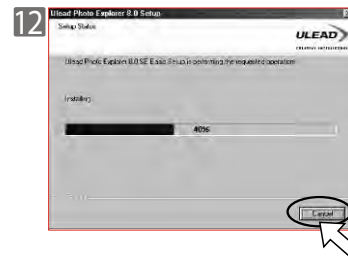 12
Ulead Photo Explorer 8.0 Setup
Setup Status
ULEAD
Ulead Photo Explorer 8.0 SE Basic Setup is performing the requested operation
Installing
40%
Cancel